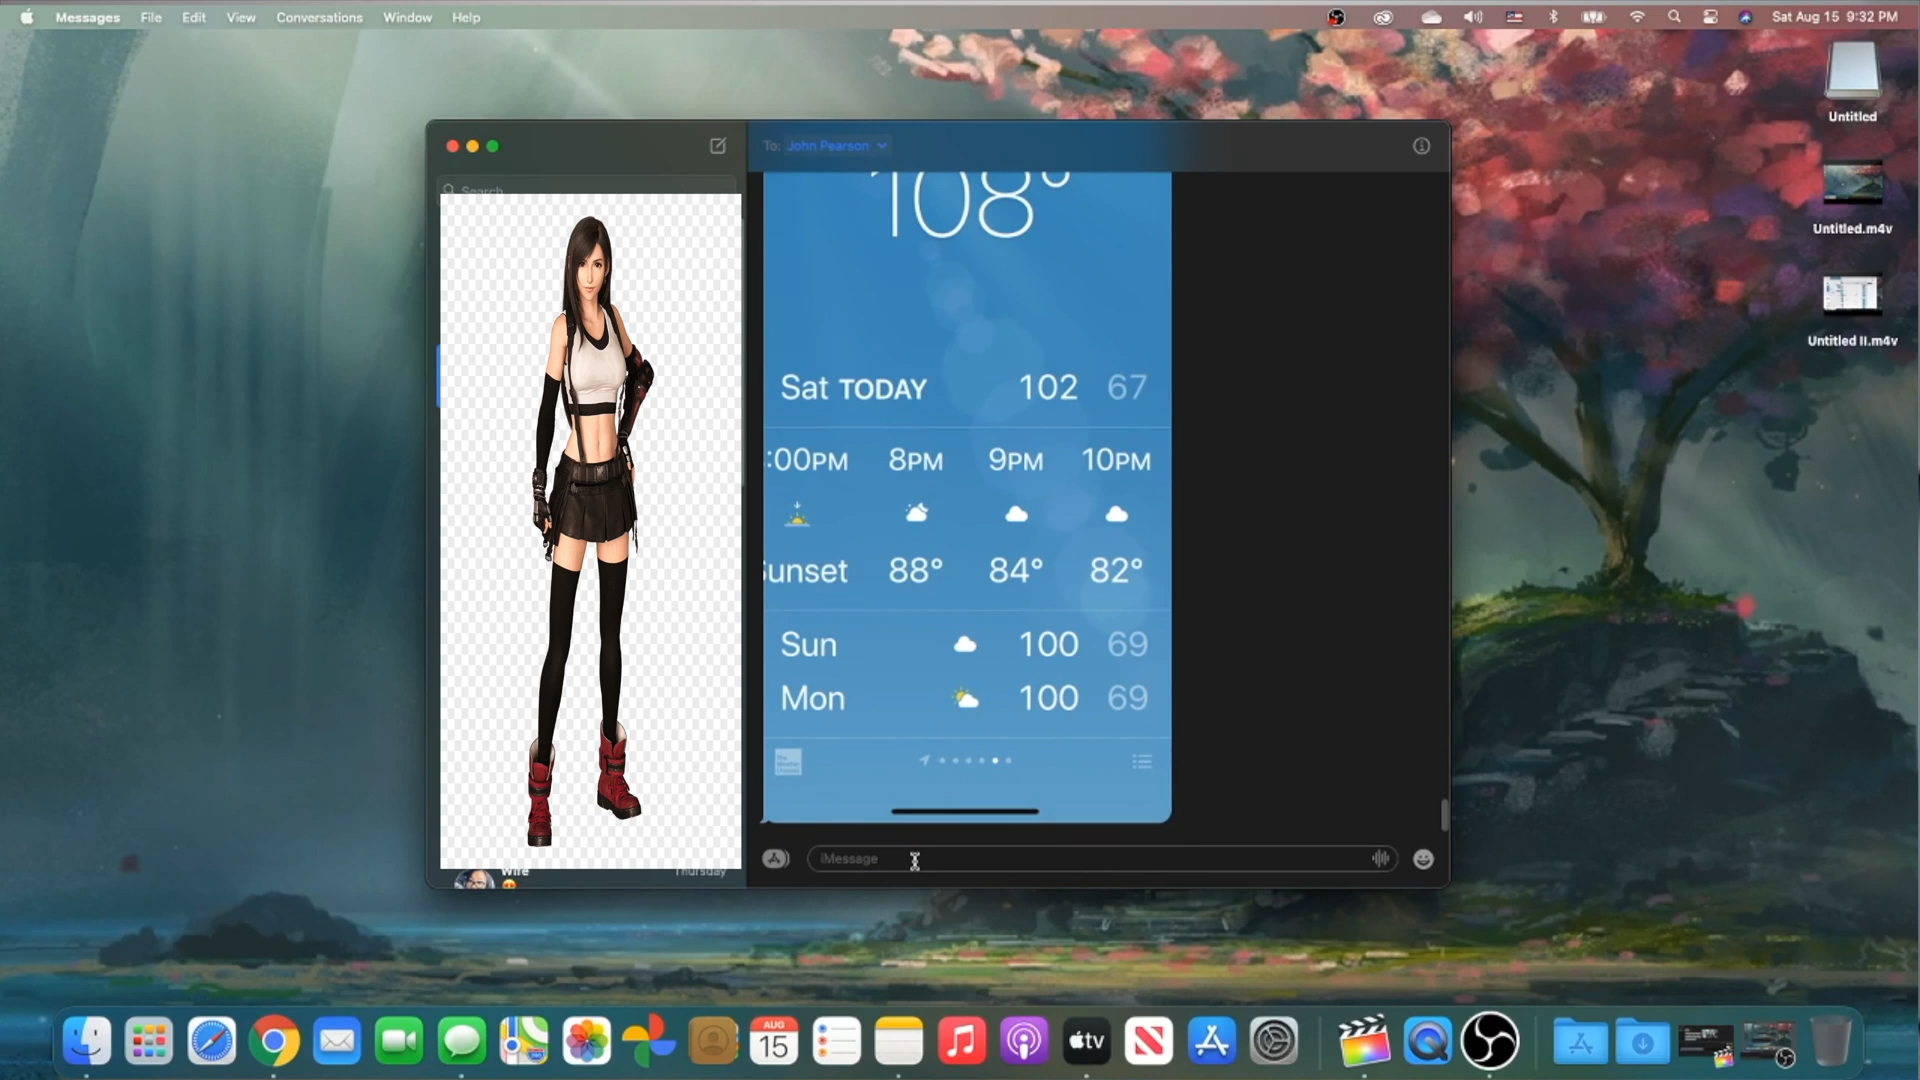 Messages File Edit View Conversations Window Help
Sat Aug 15 9:32 PM
Untitled
Untitled.m4v
Untitled II.m4v
Search
To: John Pearson
108°
Sat TODAY 102 67
:00PM 8PM 9PM 10PM
Sunset 88° 84° 82°
Sun 100 69
Mon 100 69
iMessage
Wife Thursday
AUG
15
tv